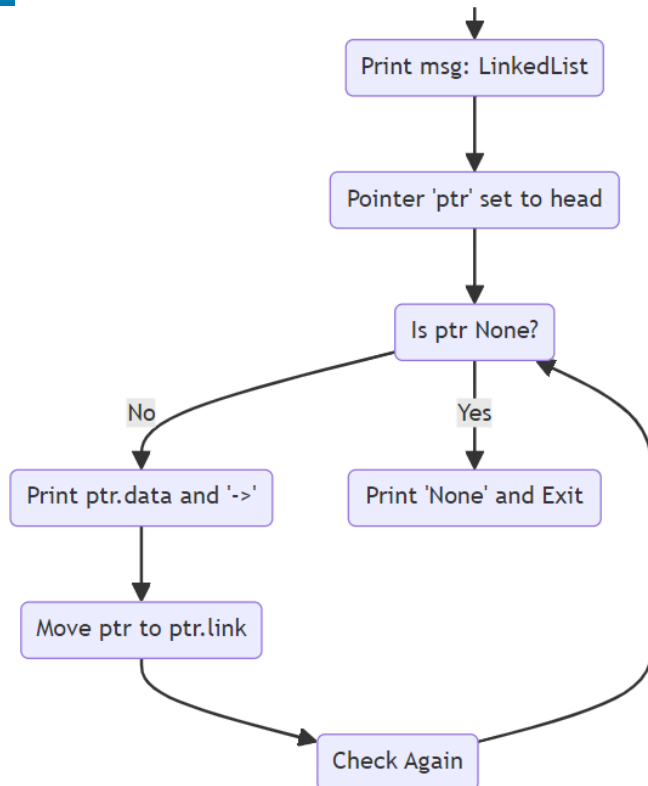 Print msg: LinkedList
Pointer 'ptr' set to head
Is ptr None?
No
Yes
Print ptr.data and '->'
Print 'None' and Exit
Move ptr to ptr.link
Check Again